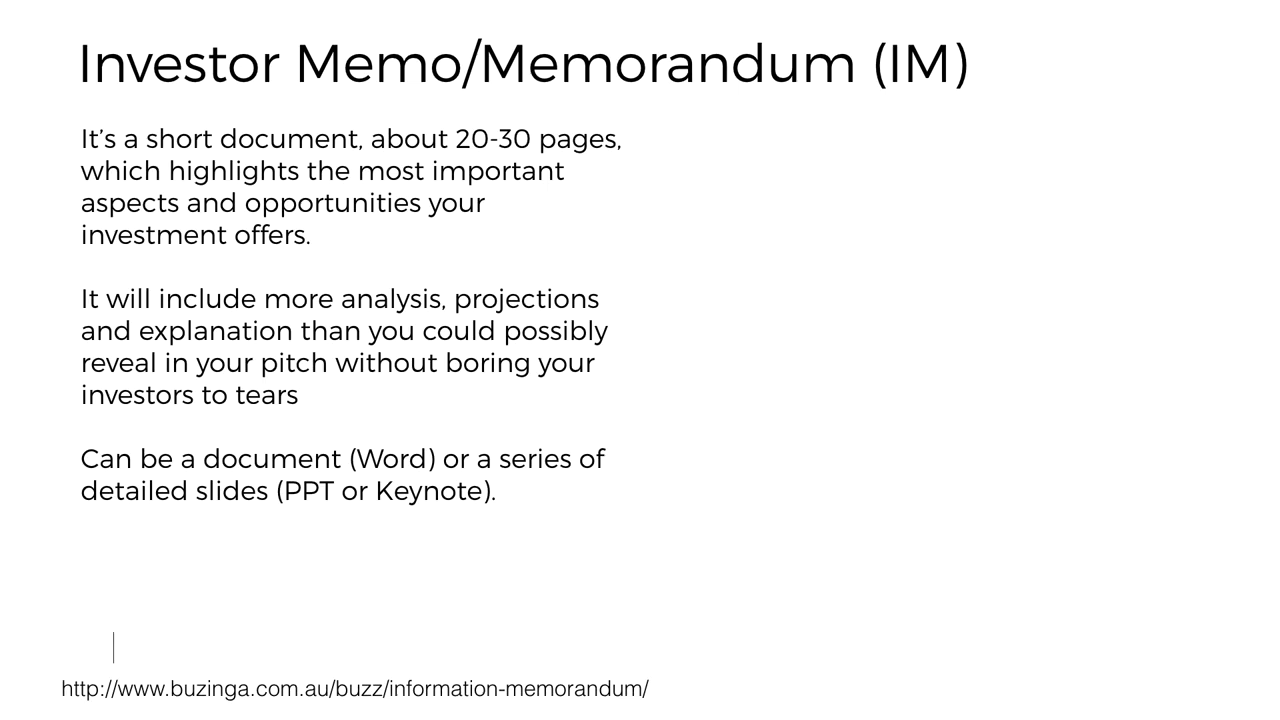 Investor Memo/Memorandum (IM)
It’s a short document, about 20-30 pages,
which highlights the most important
aspects and opportunities your
investment offers.
It will include more analysis, projections
and explanation than you could possibly
reveal in your pitch without boring your
investors to tears
Can be a document (Word) or a series of
detailed slides (PPT or Keynote).
http://www.buzinga.com.au/buzz/information-memorandum/